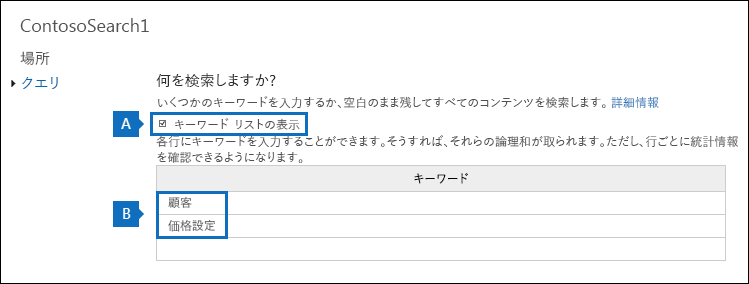 ContosoSearch1
場所
クエリ
何を検索しますか?
いくつかのキーワードを入力するか、空白のまま残してすべてのコンテンツを検索します。 詳細情報
A
キーワード リストの表示
各行にキーワードを入力することができます。そうすれば、それらの論理和が取られます。ただし、行ごとに統計情報
を確認できるようになります。
キーワード
B
顧客
価格設定